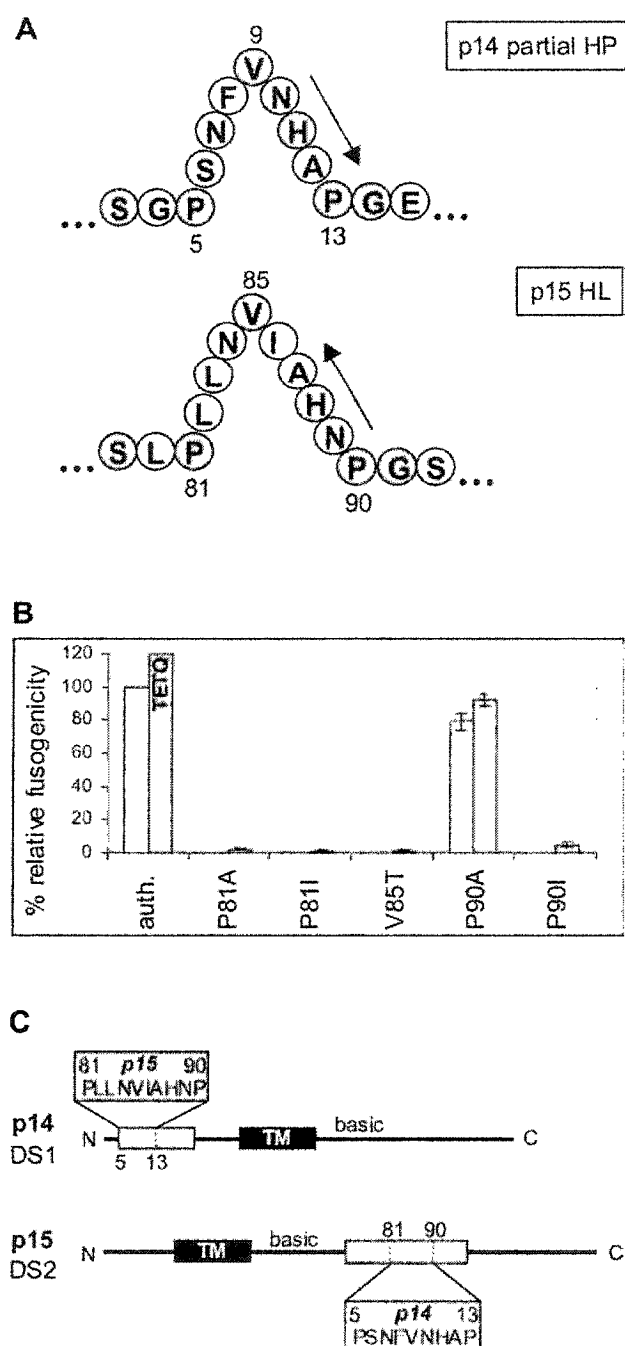 A
p14 partial HP
9
V
F N
N H
S A
... S G P P G E ...
5 13
p15 HL
85
V
N I
L A
L H
N
... S L P P G S ...
81 90
B
% relative fusogenicity
120
100
80
60
40
20
0
TETQ
auth. P81A P81I V85T P90A P90I
C
81 p15 90
PLLNVIAHNP
p14 N TM basic C
DS1 5 13
81 90
p15 N TM basic C
DS2
5 p14 13
PSNFVNHAP